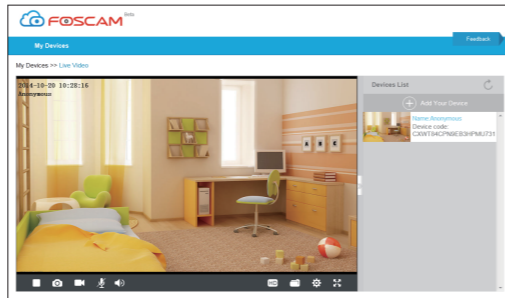 FOSCAM Beta
Feedback
My Devices
My Devices >> Live Video
2014-10-20 10:28:16
Anonymous
Devices List
Add Your Device
Name:Anonymous
Device code:
HD